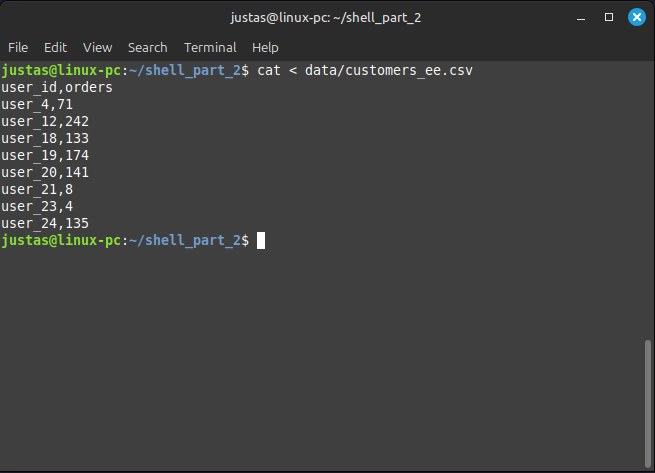 justas@linux-pc: ~/shell_part_2
File Edit View Search Terminal Help
justas@linux-pc:~/shell_part_2$ cat < data/customers_ee.csv
user_id,orders
user_4,71
user_12,242
user_18,133
user_19,174
user_20,141
user_21,8
user_23,4
user_24,135
justas@linux-pc:~/shell_part_2$